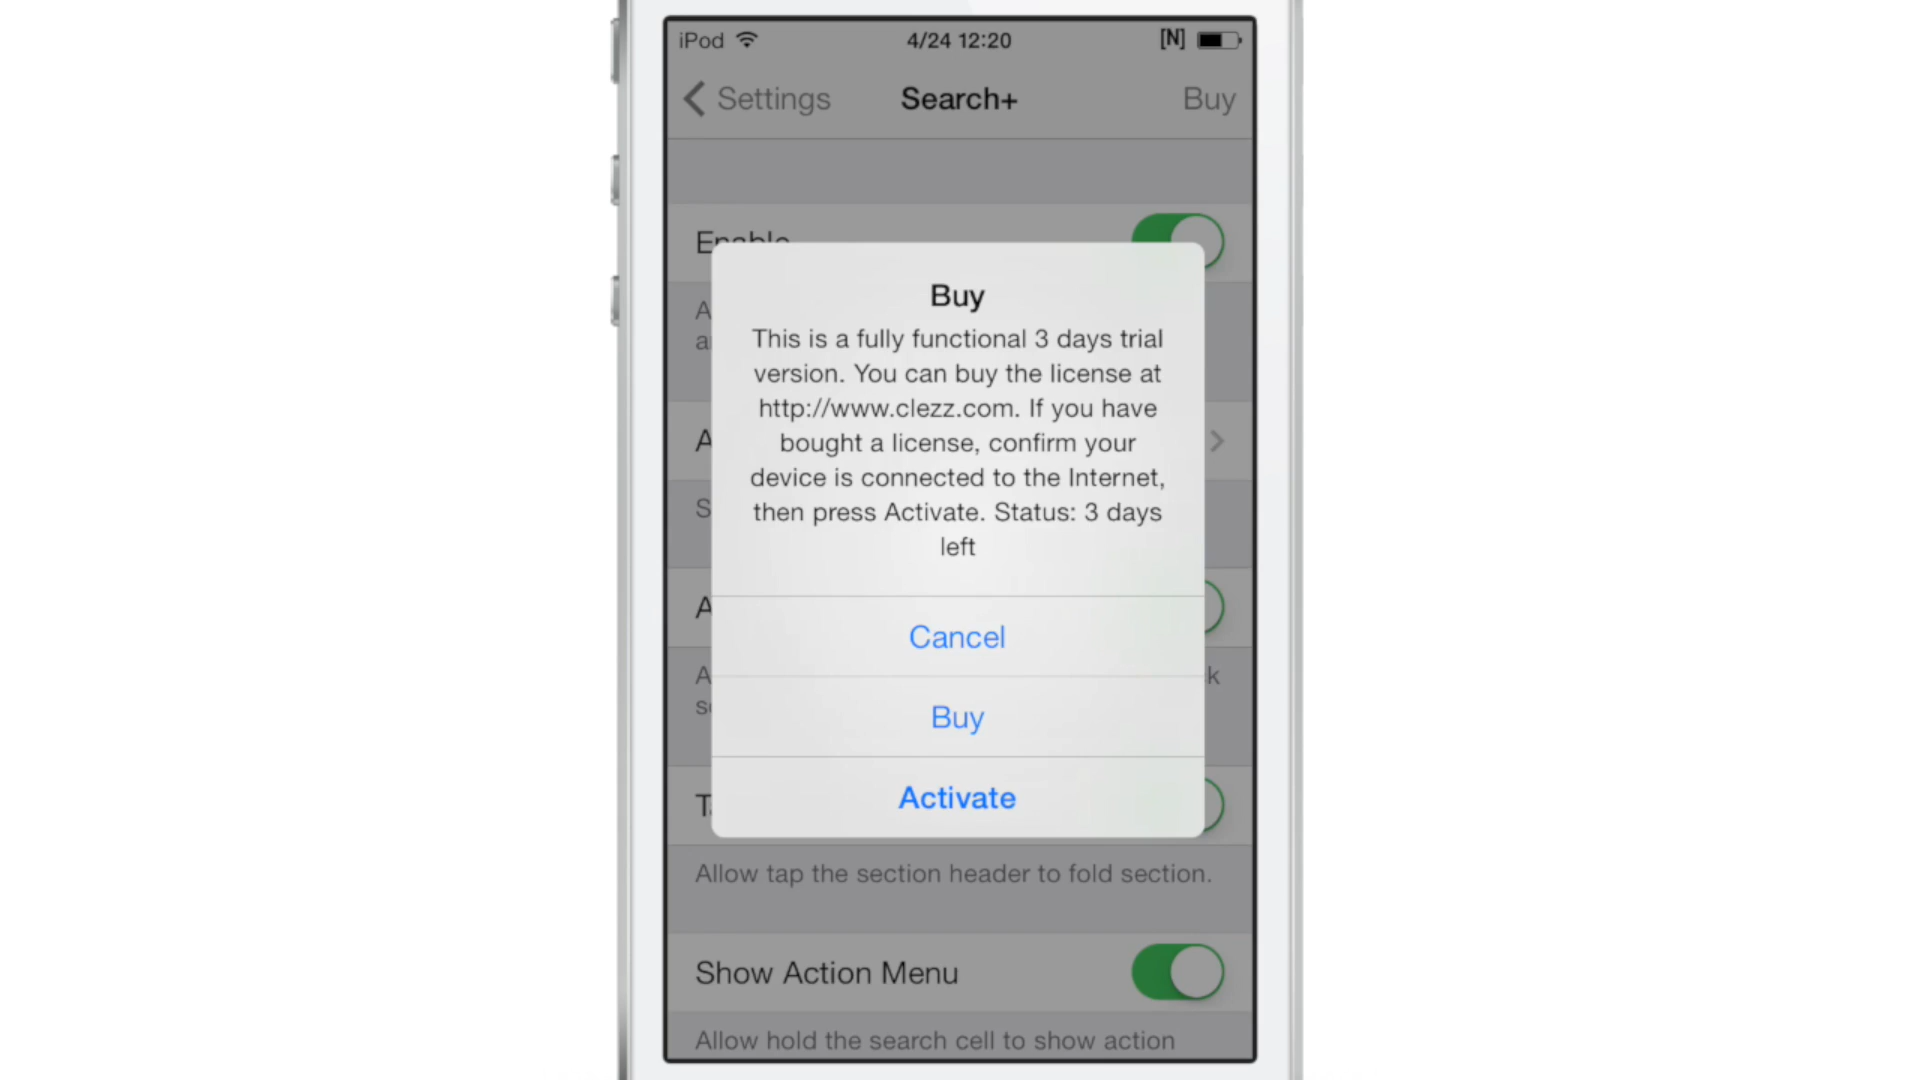 iPod 4/24 12:20 [N]
Settings Search+ Buy
Enable
Buy
This is a fully functional 3 days trial
version. You can buy the license at
http://www.clezz.com. If you have
bought a license, confirm your
device is connected to the Internet,
then press Activate. Status: 3 days
left
Cancel
Buy
Activate
Allow tap the section header to fold section.
Show Action Menu
Allow hold the search cell to show action